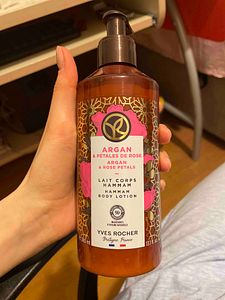 ARGAN
& PÉTALES DE ROSE
ARGAN
& ROSE PETALS
LAIT CORPS
HAMMAM
HAMMAM
BODY LOTION
YVES ROCHER
Bretagne, France